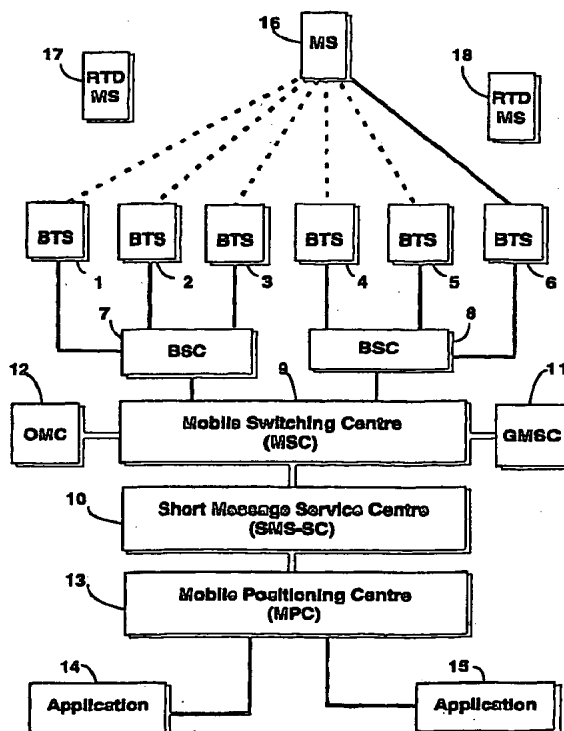 16
MS
17
RTD
MS
18
RTD
MS
BTS
BTS
BTS
BTS
BTS
BTS
1
2
3
4
5
6
7
8
BSC
BSC
12
9
11
OMC
Mobile Switching Centre
(MSC)
GMSC
10
Short Message Service Centre
(SMS-SC)
13
Mobile Positioning Centre
(MPC)
14
15
Application
Application